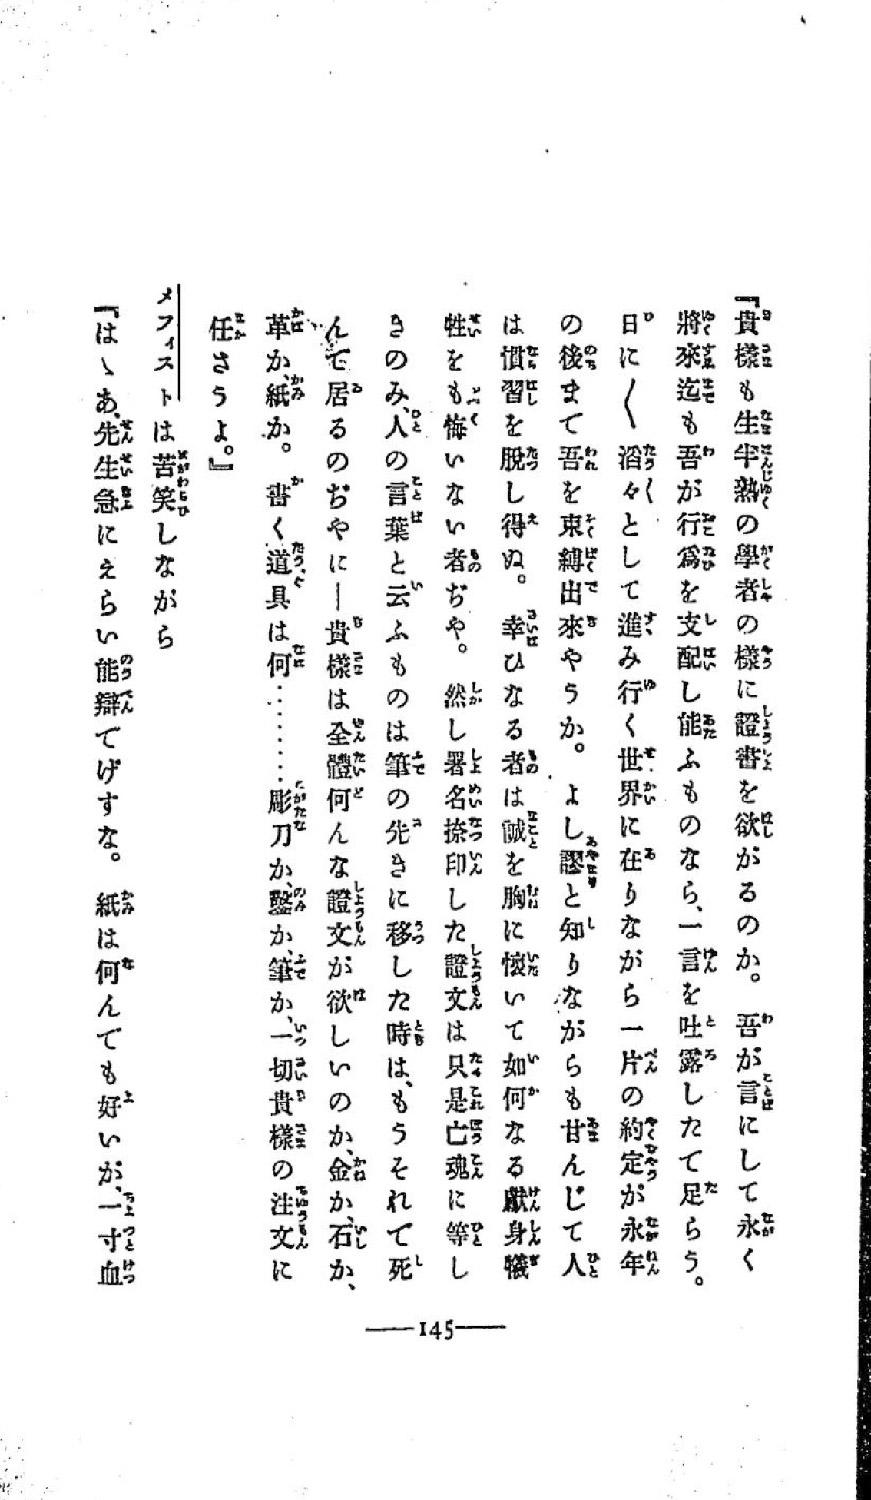 『貴樣も生半熟の學者の樣に證書を欲がるのか。吾が言にして永く
將來迄も吾が行爲を支配し能ふものなら、一言を吐露したて足らう。
日に〱滔々として進み行く世界に在りながら一片の約定が永年
の後まて吾を束縛出來やうか。よし謬と知りながらも甘んじて人
は慣習を脫し得ぬ。幸ひなる者は誠を胸に懷いて如何なる獻身犧
牲をも悔いない者ぢや。然し署名捺印した證文は只是亡魂に等し
きのみ、人の言葉と云ふものは筆の先きに移した時は、もうそれて死
んて居るのぢやに―貴樣は全體何んな證文が欲しいのか、金か、石か、
革か、紙か。書く道具は何………彫刀か、鑿か、筆か、一切貴樣の注文に
任さうよ。』
メフィストは苦笑しながら
『はゝあ、先生急にえらい能辯てげすな。紙は何んても好いが、一寸血
―145―